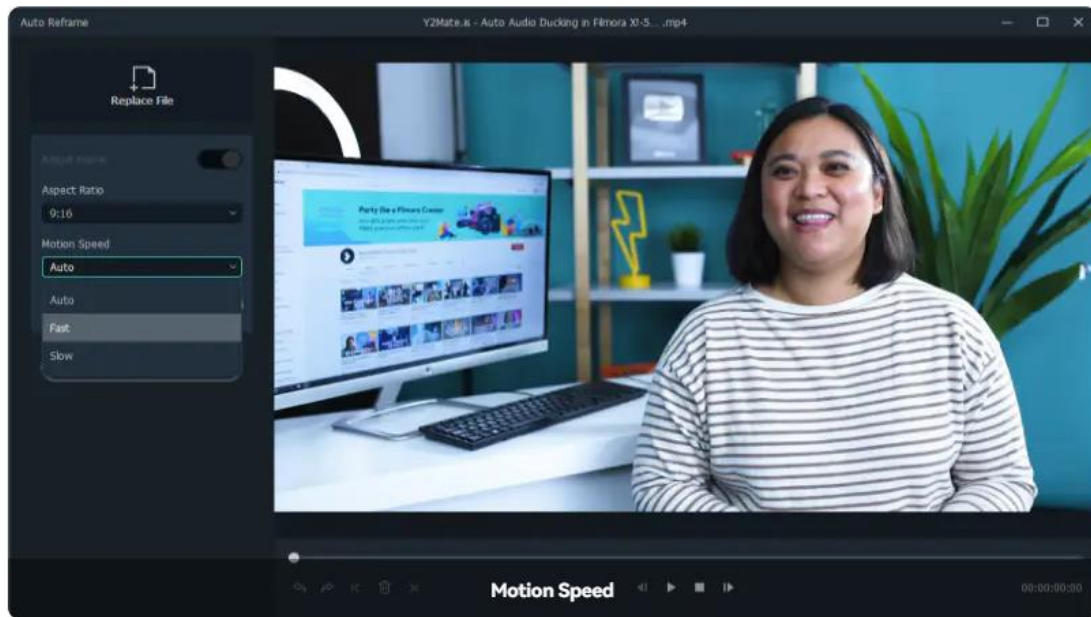 Auto Reframe
Y2Mate.is - Auto Audio Ducking in Filmora X!-5... .mp4
Replace File
Aspect Ratio
9:16
Motion Speed
Auto
Auto
Fast
Slow
Party like a Filmora Creator
Motion Speed
00:00:00:00